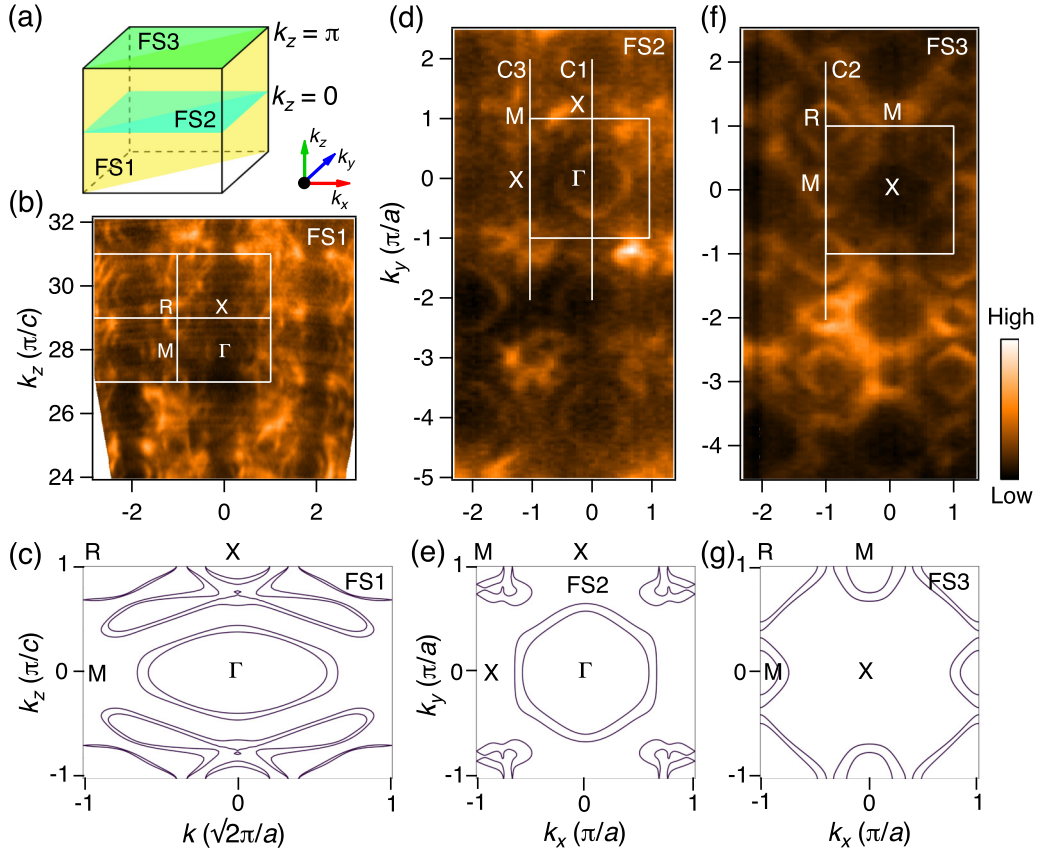 (a)
FS3
k_z = π
k_z = 0
FS2
FS1
k_z
k_y
k_x
(b)
FS1
32
30
28
26
24
k_z (π/c)
R
X
M
Γ
-2
0
2
(c)
R
X
FS1
1
0
-1
k_z (π/c)
M
Γ
-1
0
1
k (√2π/a)
(d)
FS2
C3
C1
M
X
X
Γ
2
1
0
-1
-2
-3
-4
-5
k_y (π/a)
-2
-1
0
1
(e)
M
X
FS2
1
0
-1
k_y (π/a)
X
Γ
-1
0
1
k_x (π/a)
(f)
FS3
C2
R
M
M
X
2
1
0
-1
-2
-3
-4
-2
-1
0
1
High
Low
(g)
R
M
FS3
1
0
-1
M
X
-1
0
1
k_x (π/a)